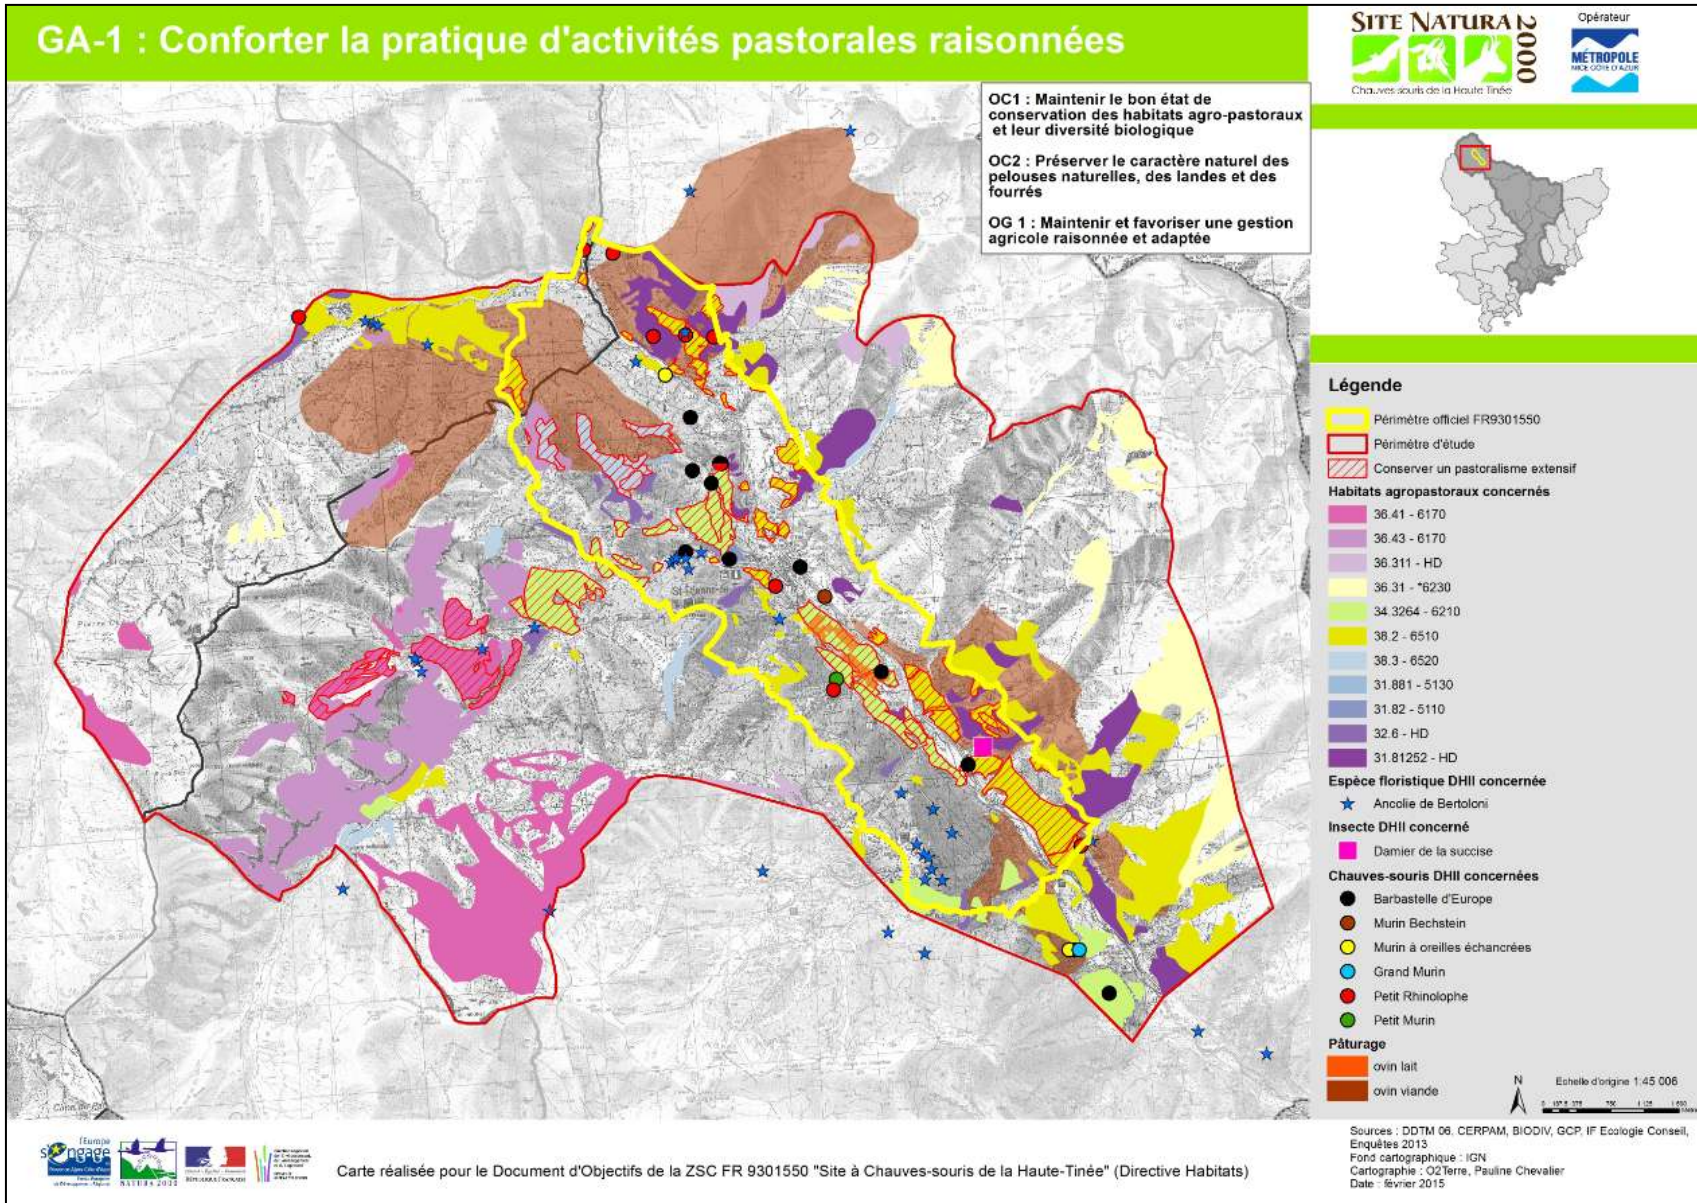 GA-1 : Conforter la pratique d'activités pastorales raisonnées
SITE NATURA 2000
Chauves-souris de la Haute Tinée
Opérateur
MÉTROPOLE
NICE CÔTE D'AZUR
OC1 : Maintenir le bon état de
conservation des habitats agro-pastoraux
et leur diversité biologique
OC2 : Préserver le caractère naturel des
pelouses naturelles, des landes et des
fourrés
OG 1 : Maintenir et favoriser une gestion
agricole raisonnée et adaptée
Légende
Périmètre officiel FR9301550
Périmètre d'étude
Conserver un pastoralisme extensif
Habitats agropastoraux concernés
36.41 - 6170
36.43 - 6170
36.311 - HD
36.31 - *6230
34.3264 - 6210
38.2 - 6510
38.3 - 6520
31.881 - 5130
31.82 - 5110
32.6 - HD
31.81252 - HD
Espèce floristique DHII concernée
Ancolie de Bertoloni
Insecte DHII concerné
Damier de la succise
Chauves-souris DHII concernées
Barbastelle d'Europe
Murin Bechstein
Murin à oreilles échancrées
Grand Murin
Petit Rhinolophe
Petit Murin
Pâturage
ovin lait
ovin viande
N
Echelle d'origine 1:45 006
Sources : DDTM 06, CERPAM, BIODIV, GCP, IF Ecologie Conseil,
Enquêtes 2013
Fond cartographique : IGN
Cartographie : O2Terre, Pauline Chevalier
Date : février 2015
l'Europe
s'engage
NATURA 2000
RÉPUBLIQUE FRANÇAISE
Carte réalisée pour le Document d'Objectifs de la ZSC FR 9301550 "Site à Chauves-souris de la Haute-Tinée" (Directive Habitats)